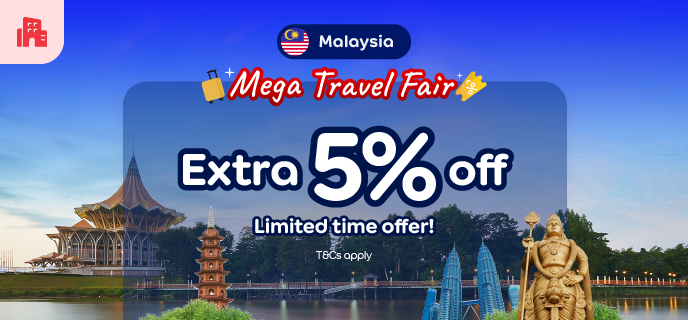 Malaysia
Mega Travel Fair
%
Extra 5% off
Limited time offer!
T&Cs apply